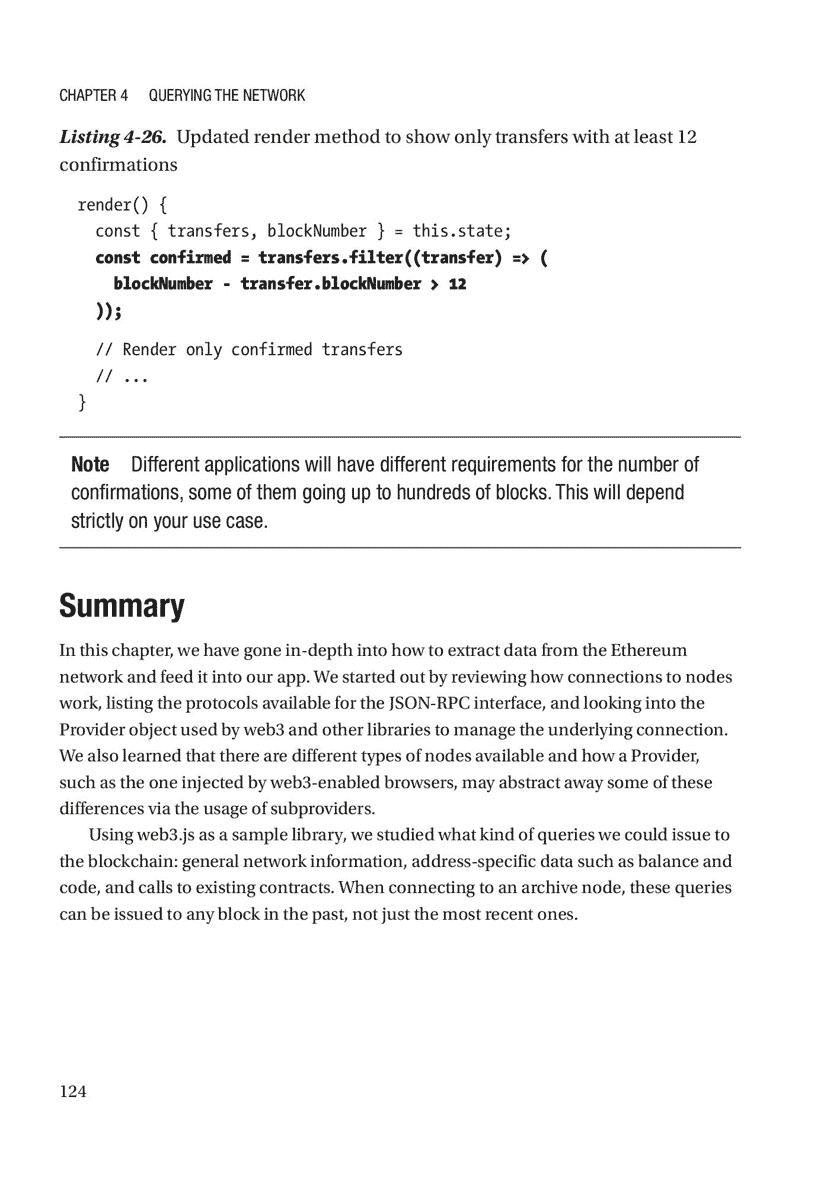 CHAPTER 4 QUERYING THE NETWORK
Listing 4-26. Updated render method to show only transfers with at least 12
confirmations
render() {
const { transfers, blockNumber } = this.state;
const confirmed = transfers.filter((transfer) => (
blockNumber - transfer.blockNumber > 12
));
// Render only confirmed transfers
// ...
}
Note Different applications will have different requirements for the number of
confirmations, some of them going up to hundreds of blocks. This will depend
strictly on your use case.
Summary
In this chapter, we have gone in-depth into how to extract data from the Ethereum
network and feed it into our app. We started out by reviewing how connections to nodes
work, listing the protocols available for the JSON-RPC interface, and looking into the
Provider object used by web3 and other libraries to manage the underlying connection.
We also learned that there are different types of nodes available and how a Provider,
such as the one injected by web3-enabled browsers, may abstract away some of these
differences via the usage of subproviders.
Using web3.js as a sample library, we studied what kind of queries we could issue to
the blockchain: general network information, address-specific data such as balance and
code, and calls to existing contracts. When connecting to an archive node, these queries
can be issued to any block in the past, not just the most recent ones.
124